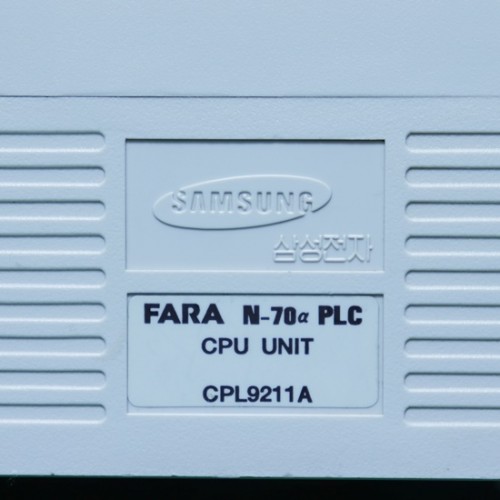 SAMSUNG
삼성전자
FARA N-70α PLC
CPU UNIT
CPL9211A